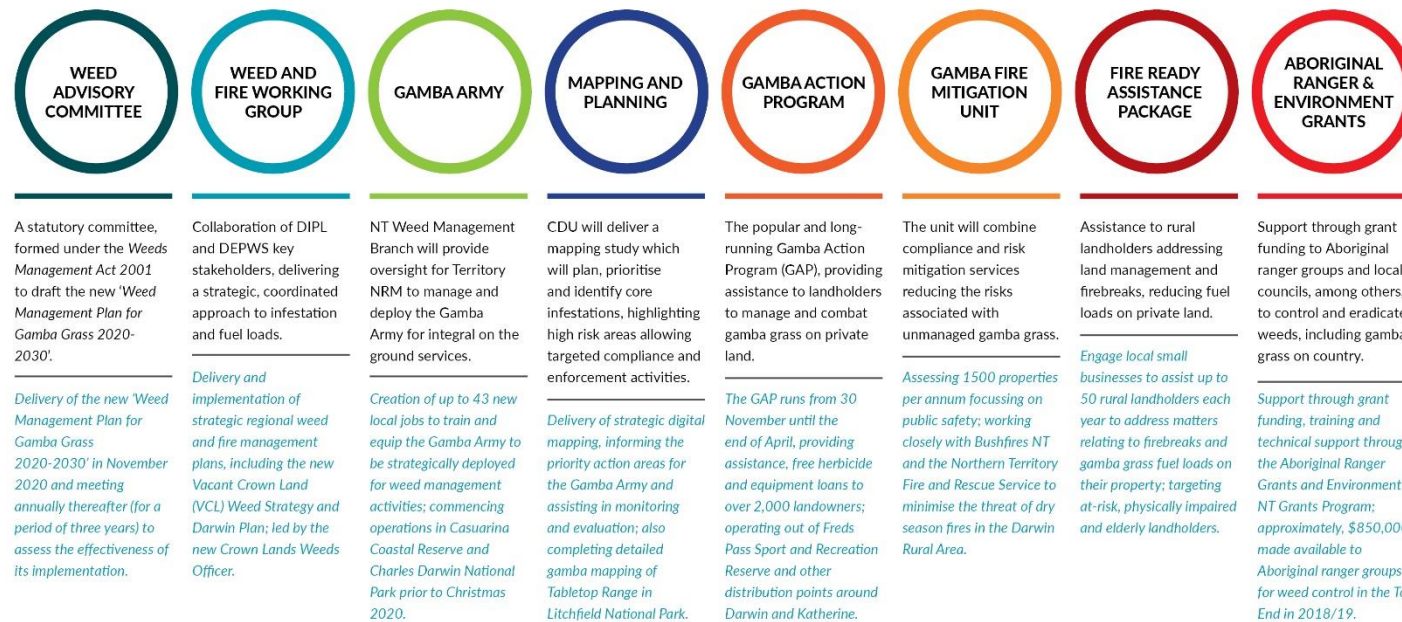 WEED
ADVISORY
COMMITTEE
A statutory committee,
formed under the Weeds
Management Act 2001
to draft the new ‘Weed
Management Plan for
Gamba Grass 2020-
2030’.
Delivery of the new ‘Weed
Management Plan for
Gamba Grass
2020-2030’ in November
2020 and meeting
annually thereafter (for a
period of three years) to
assess the effectiveness of
its implementation.
WEED AND
FIRE WORKING
GROUP
Collaboration of DIPL
and DEPWS key
stakeholders, delivering
a strategic, coordinated
approach to infestation
and fuel loads.
Delivery and
implementation of
strategic regional weed
and fire management
plans, including the new
Vacant Crown Land
(VCL) Weed Strategy and
Darwin Plan; led by the
new Crown Lands Weeds
Officer.
GAMBA ARMY
NT Weed Management
Branch will provide
oversight for Territory
NRM to manage and
deploy the Gamba
Army for integral on the
ground services.
Creation of up to 43 new
local jobs to train and
equip the Gamba Army to
be strategically deployed
for weed management
activities; commencing
operations in Casuarina
Coastal Reserve and
Charles Darwin National
Park prior to Christmas
2020.
MAPPING AND
PLANNING
CDU will deliver a
mapping study which
will plan, prioritise
and identify core
infestations, highlighting
high risk areas allowing
targeted compliance and
enforcement activities.
Delivery of strategic digital
mapping, informing the
priority action areas for
the Gamba Army and
assisting in monitoring
and evaluation; also
completing detailed
gamba mapping of
Tabletop Range in
Litchfield National Park.
GAMBA ACTION
PROGRAM
The popular and long-
running Gamba Action
Program (GAP), providing
assistance to landholders
to manage and combat
gamba grass on private
land.
The GAP runs from 30
November until the
end of April, providing
assistance, free herbicide
and equipment loans to
over 2,000 landowners;
operating out of Freds
Pass Sport and Recreation
Reserve and other
distribution points around
Darwin and Katherine.
GAMBA FIRE
MITIGATION
UNIT
The unit will combine
compliance and risk
mitigation services
reducing the risks
associated with
unmanaged gamba grass.
Assessing 1500 properties
per annum focussing on
public safety; working
closely with Bushfires NT
and the Northern Territory
Fire and Rescue Service to
minimise the threat of dry
season fires in the Darwin
Rural Area.
FIRE READY
ASSISTANCE
PACKAGE
Assistance to rural
landholders addressing
land management and
firebreaks, reducing fuel
loads on private land.
Engage local small
businesses to assist up to
50 rural landholders each
year to address matters
relating to firebreaks and
gamba grass fuel loads on
their property; targeting
at-risk, physically impaired
and elderly landholders.
ABORIGINAL
RANGER &
ENVIRONMENT
GRANTS
Support through grant
funding to Aboriginal
ranger groups and local
councils, among others,
to control and eradicate
weeds, including gamba
grass on country.
Support through grant
funding, training and
technical support through
the Aboriginal Ranger
Grants and Environment
NT Grants Program;
approximately, $850,000
made available to
Aboriginal ranger groups
for weed control in the To
End in 2018/19.